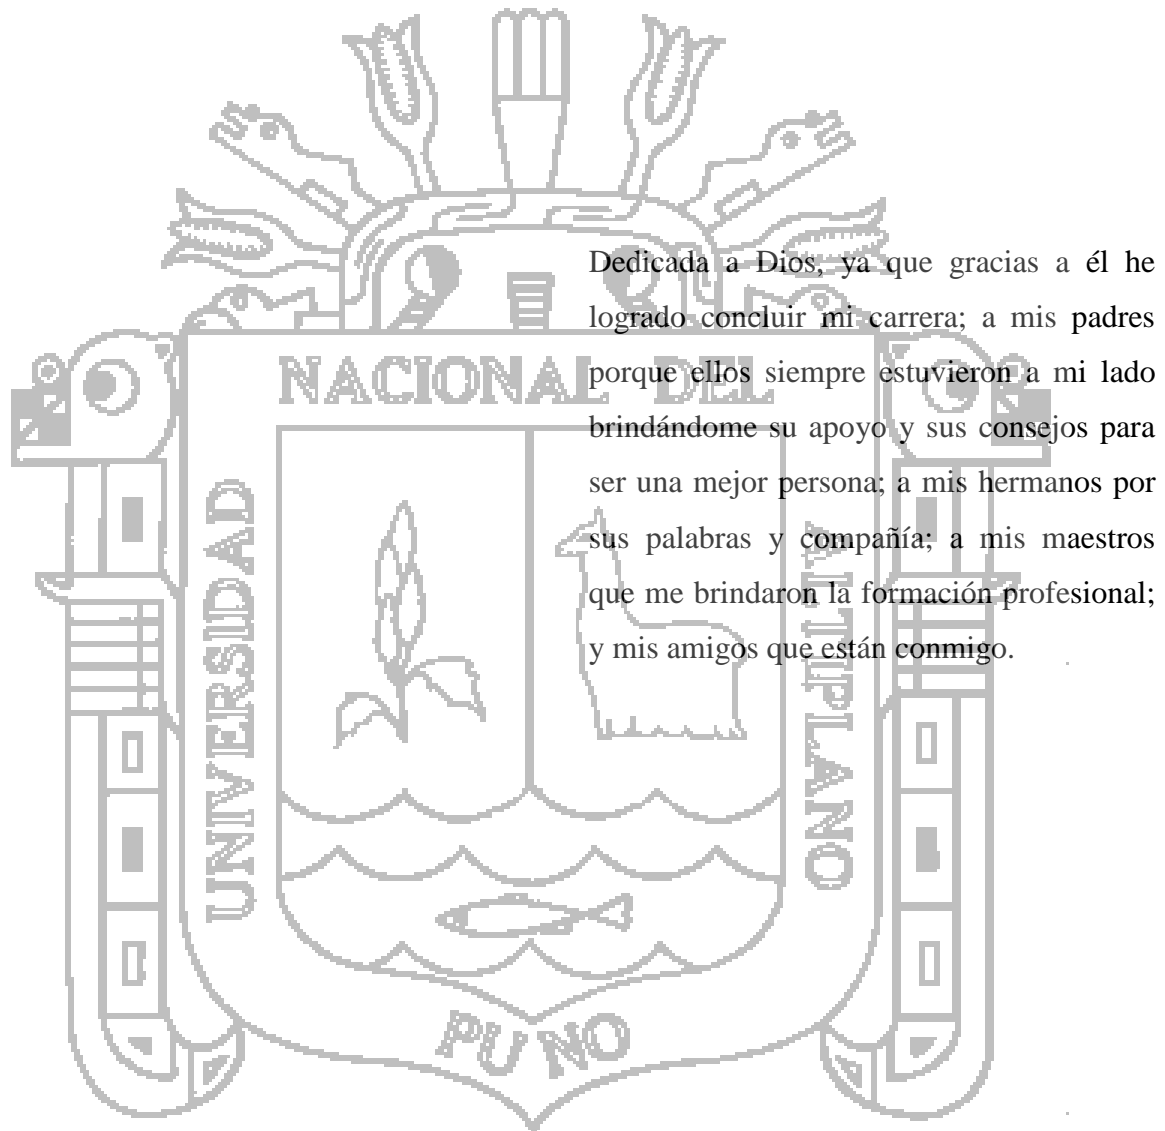 Dedicada a Dios, ya que gracias a él he
logrado concluir mi carrera; a mis padres
porque ellos siempre estuvieron a mi lado
brindándome su apoyo y sus consejos para
ser una mejor persona; a mis hermanos por
sus palabras y compañía; a mis maestros
que me brindaron la formación profesional;
y mis amigos que están conmigo.
UNIVERSIDAD
NACIONAL DEL
ALTIPLANO
PUNO